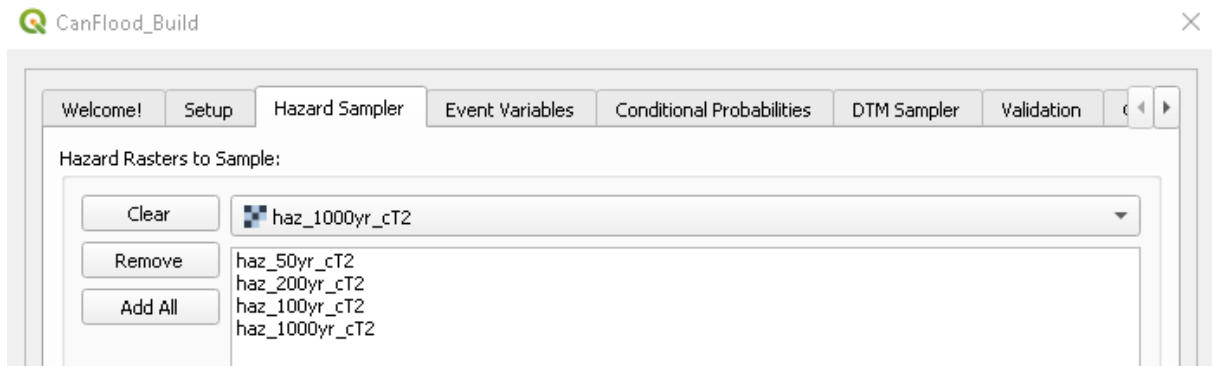 CanFlood_Build
Welcome! Setup Hazard Sampler Event Variables Conditional Probabilities DTM Sampler Validation
Hazard Rasters to Sample:
Clear haz_1000yr_cT2
Remove haz_50yr_cT2
haz_200yr_cT2
Add All haz_100yr_cT2
haz_1000yr_cT2